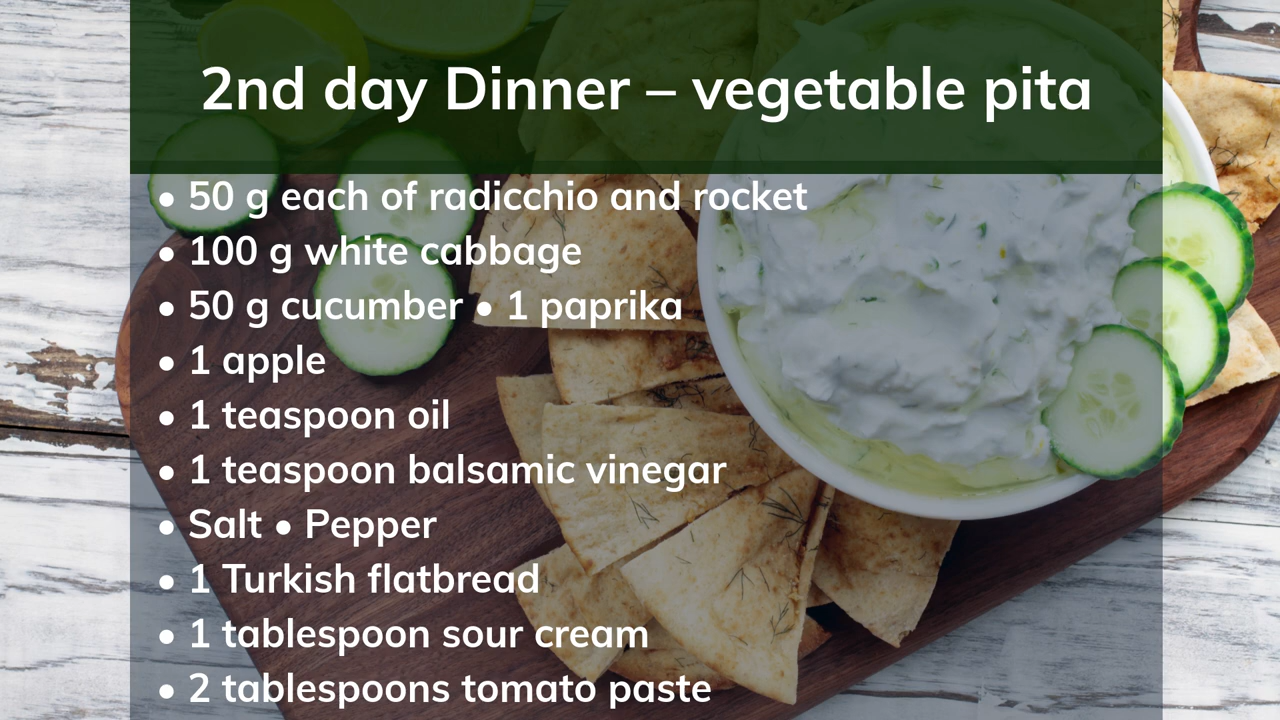 2nd day Dinner – vegetable pita
• 50 g each of radicchio and rocket
• 100 g white cabbage
• 50 g cucumber • 1 paprika
• 1 apple
• 1 teaspoon oil
• 1 teaspoon balsamic vinegar
• Salt • Pepper
• 1 Turkish flatbread
• 1 tablespoon sour cream
• 2 tablespoons tomato paste